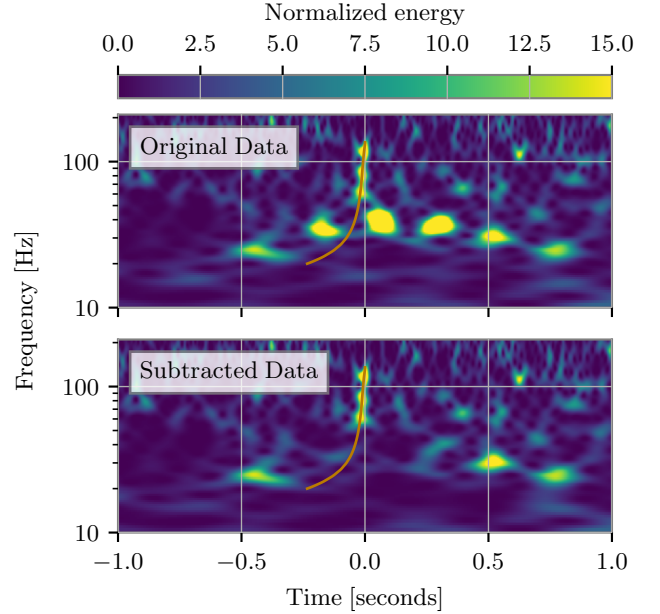 Normalized energy
0.0 2.5 5.0 7.5 10.0 12.5 15.0
Original Data
100
10
Frequency [Hz]
Subtracted Data
100
10
−1.0 −0.5 0.0 0.5 1.0
Time [seconds]